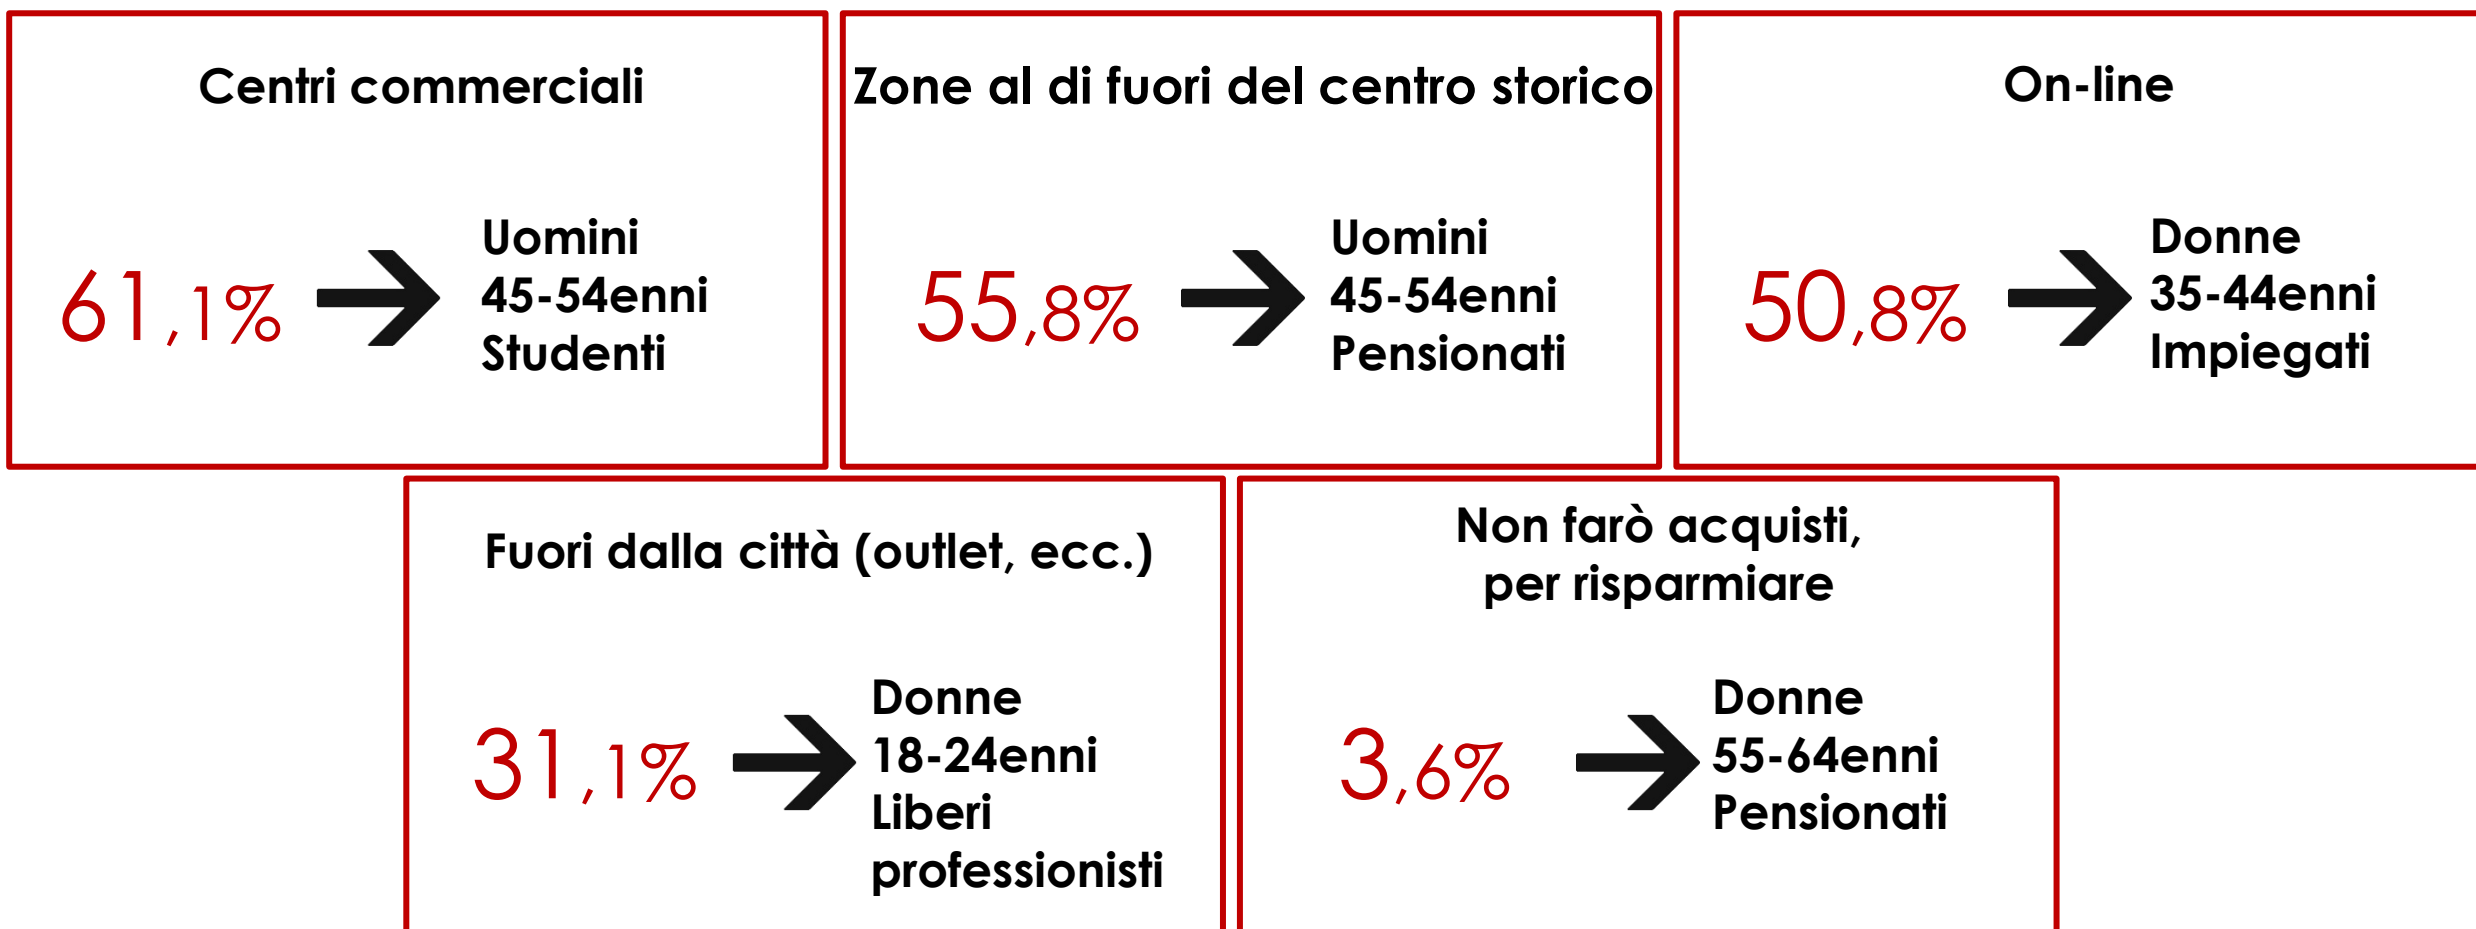 Centri commerciali
61,1%
Uomini
45-54enni
Studenti
Zone al di fuori del centro storico
55,8%
Uomini
45-54enni
Pensionati
On-line
50,8%
Donne
35-44enni
Impiegati
Fuori dalla città (outlet, ecc.)
31,1%
Donne
18-24enni
Liberi
professionisti
Non farò acquisti,
per risparmiare
3,6%
Donne
55-64enni
Pensionati